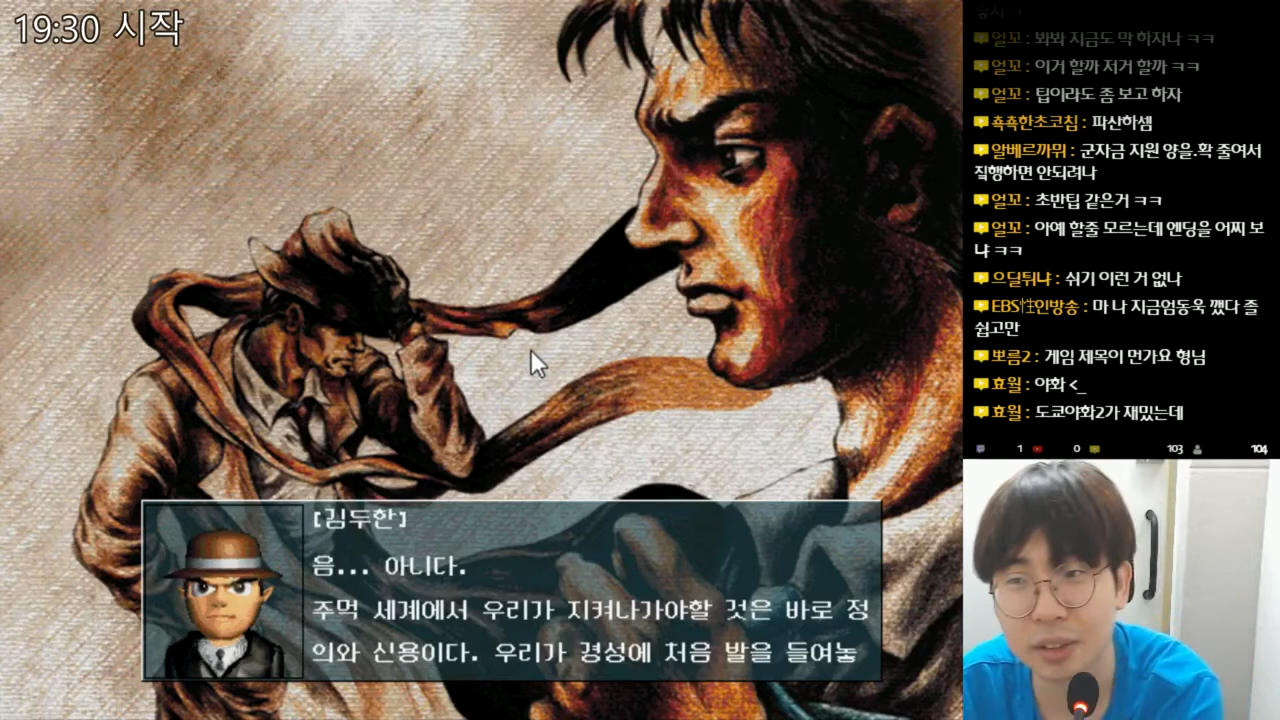 19:30 시작
[김두한]
음... 아니다.
주먹 세계에서 우리가 지켜나가야할 것은 바로 정
의와 신용이다. 우리가 경성에 처음 발을 들여놓
얼꼬 : 봐봐 지금도 막 하자나 ㅋㅋ
얼꼬 : 이거 할까 저거 할까 ㅋㅋ
얼꼬 : 팁이라도 좀 보고 하자
흑흑한초코칩 : 파산하셈
알베르까뮈 : 군자금 지원 양을.확 줄여서
직행하면 안되려나
얼꼬 : 초반팁 같은거 ㅋㅋ
얼꼬 : 아예 할줄 모르는데 엔딩을 어찌 보
냐 ㅋㅋ
으딜튀냐 : 쉬기 이런 거 없나
EBS性인방송 : 마 나 지금엄동욱 깼다 졸
쉽고만
뽀름2 : 게임 제목이 먼가요 형님
효월 : 야화 <_
효월 : 도쿄야화2가 재밌는데
1 0 103 104